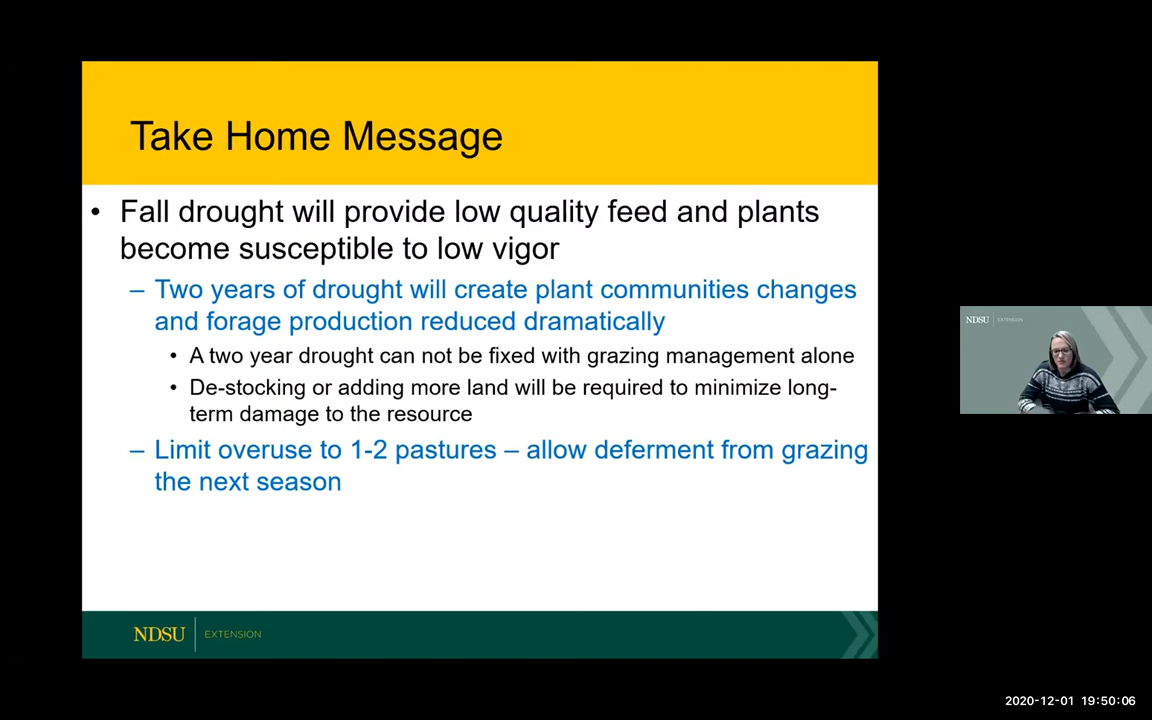 Take Home Message
• Fall drought will provide low quality feed and plants
become susceptible to low vigor
– Two years of drought will create plant communities changes
and forage production reduced dramatically
• A two year drought can not be fixed with grazing management alone
• De-stocking or adding more land will be required to minimize long-
term damage to the resource
– Limit overuse to 1-2 pastures – allow deferment from grazing
the next season
NDSU EXTENSION
NDSU EXTENSION
2020-12-01 19:50:06